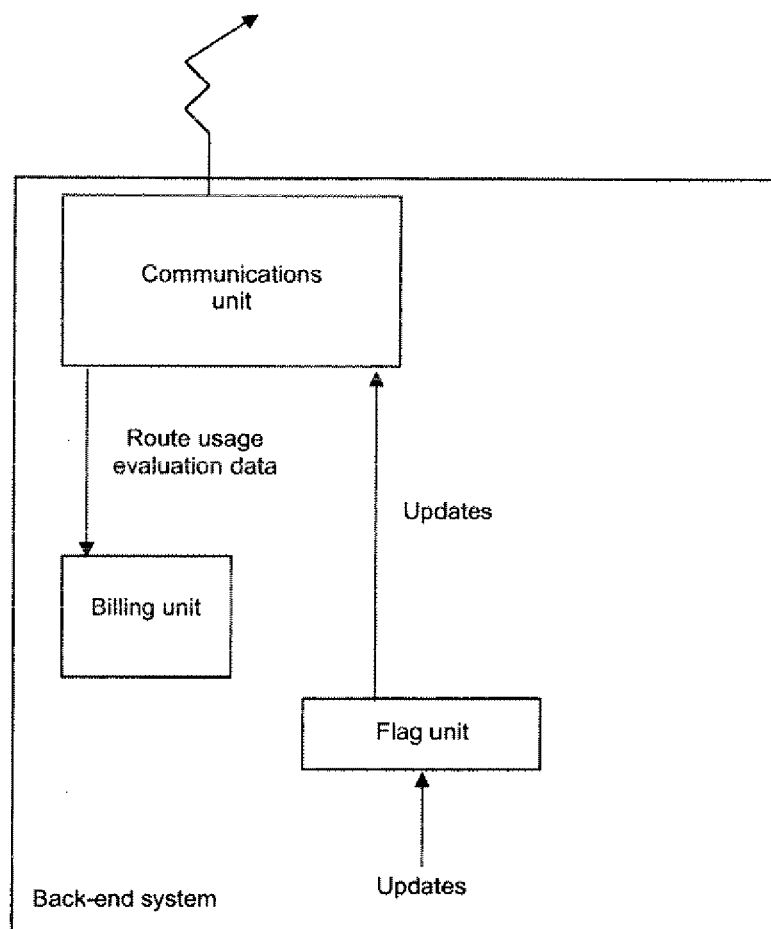 Communications
unit
Route usage
evaluation data
Updates
Billing unit
Flag unit
Updates
Back-end system